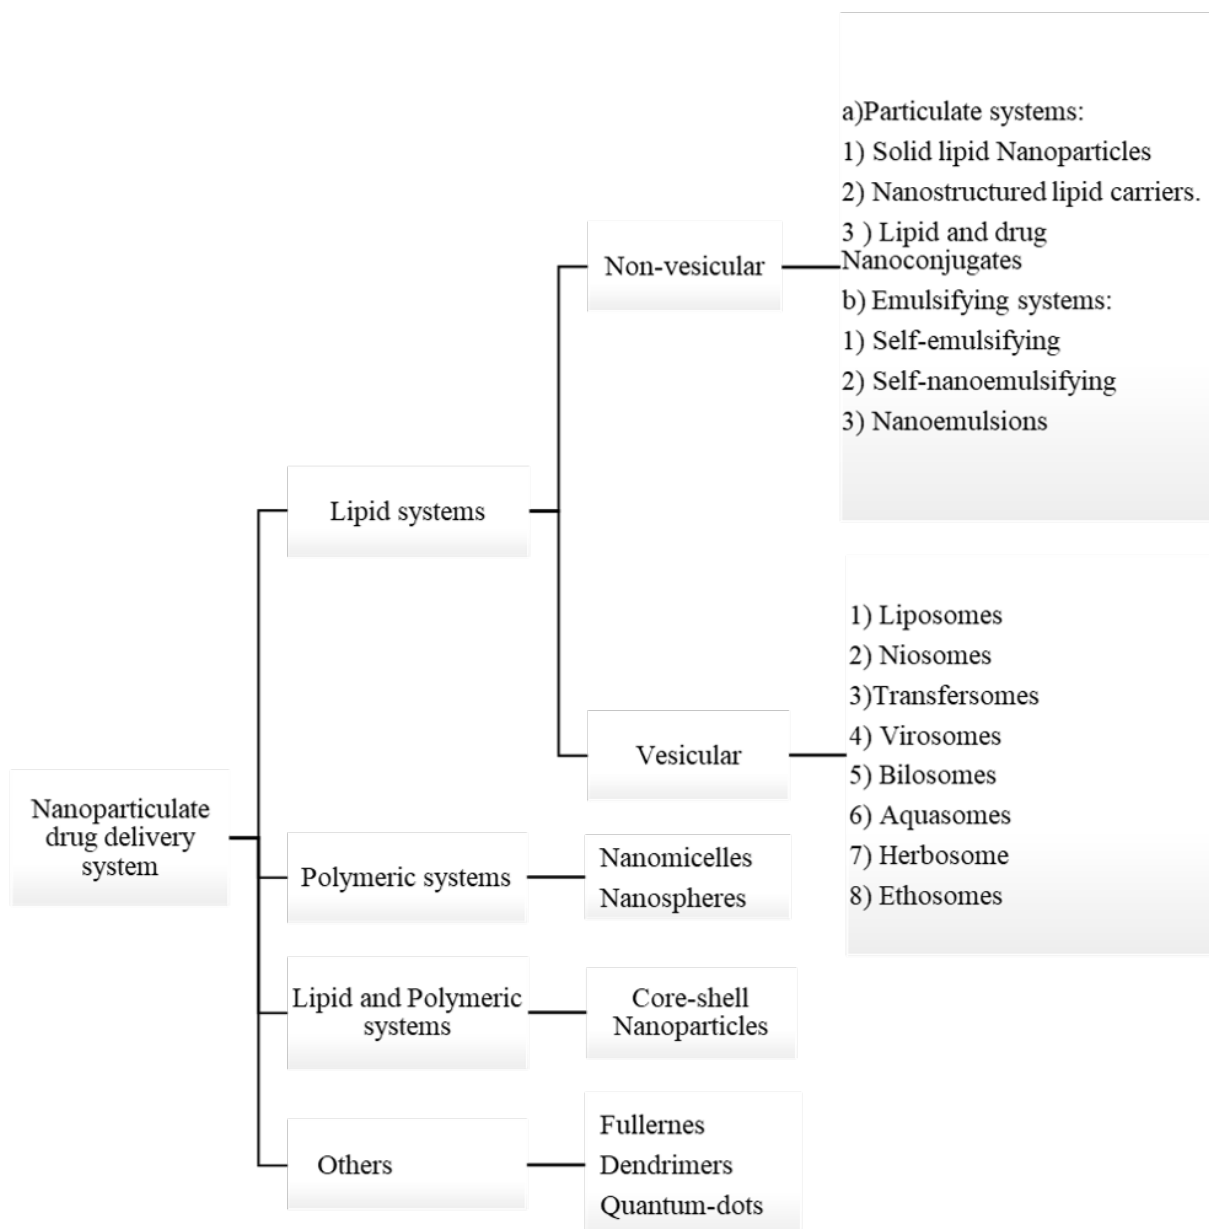 Nanoparticulate
drug delivery
system
Lipid systems
Non-vesicular
a)Particulate systems:
1) Solid lipid Nanoparticles
2) Nanostructured lipid carriers.
3 ) Lipid and drug
Nanoconjugates
b) Emulsifying systems:
1) Self-emulsifying
2) Self-nanoemulsifying
3) Nanoemulsions
Vesicular
1) Liposomes
2) Niosomes
3)Transfersomes
4) Virosomes
5) Bilosomes
6) Aquasomes
7) Herbosome
8) Ethosomes
Polymeric systems
Nanomicelles
Nanospheres
Lipid and Polymeric
systems
Core-shell
Nanoparticles
Others
Fullernes
Dendrimers
Quantum-dots